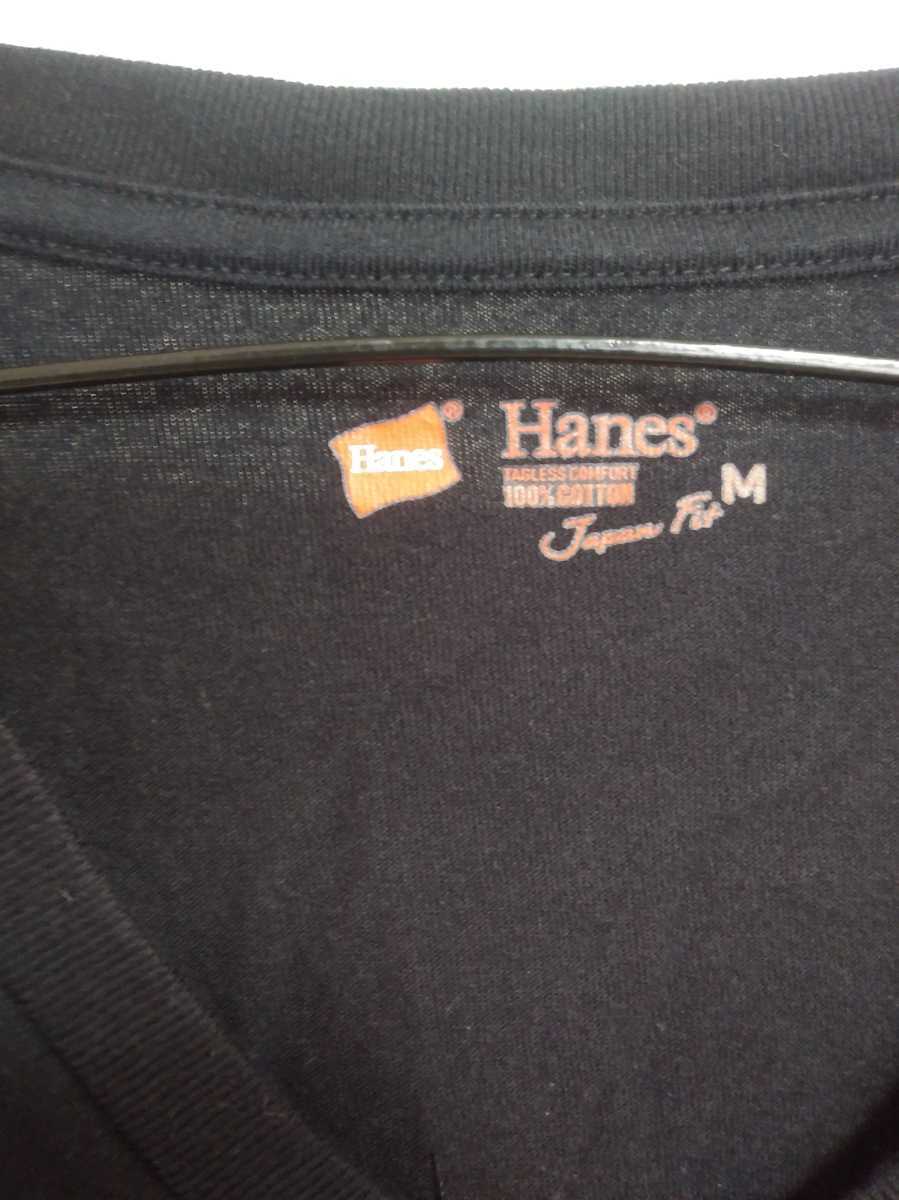 Hanes®
Hanes®
TAGLESS COMFORT
100% COTTON
M
Japan Fit